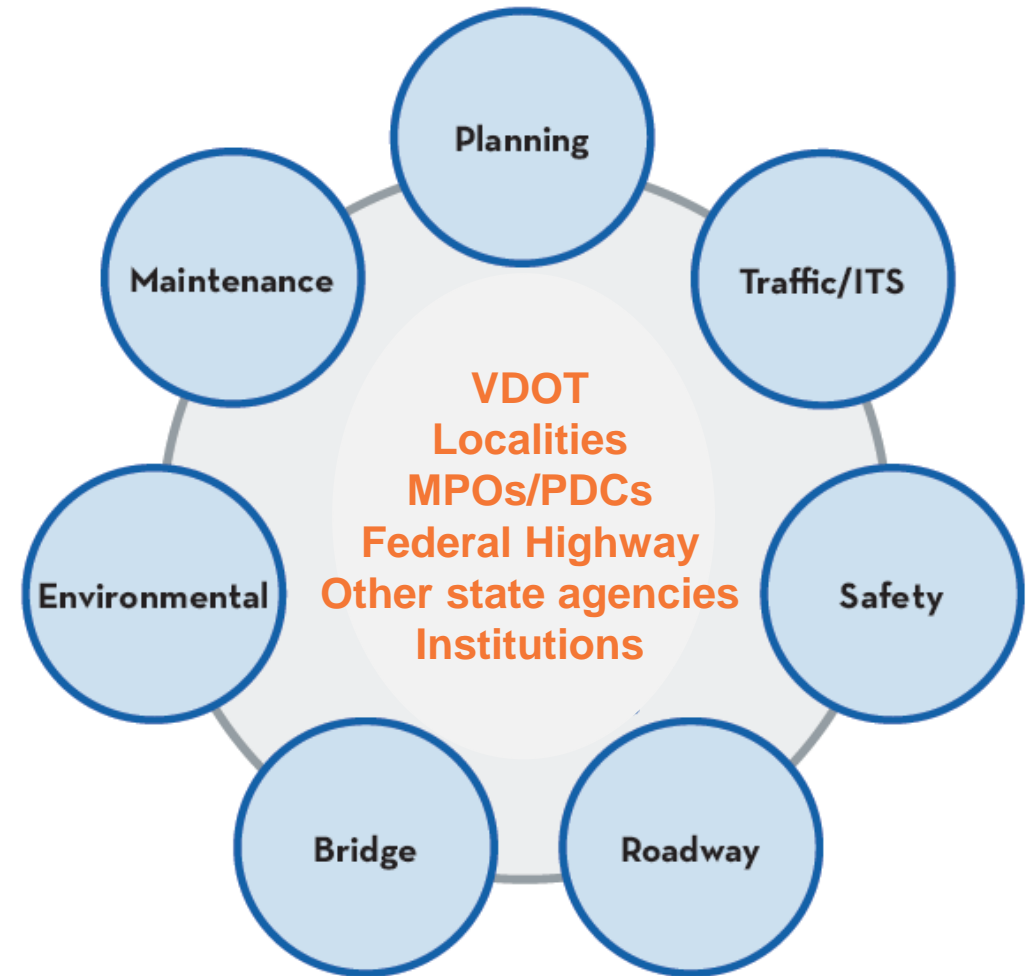 Planning
Maintenance
Traffic/ITS
VDOT
Localities
MPOs/PDCs
Federal Highway
Other state agencies
Institutions
Environmental
Safety
Bridge
Roadway